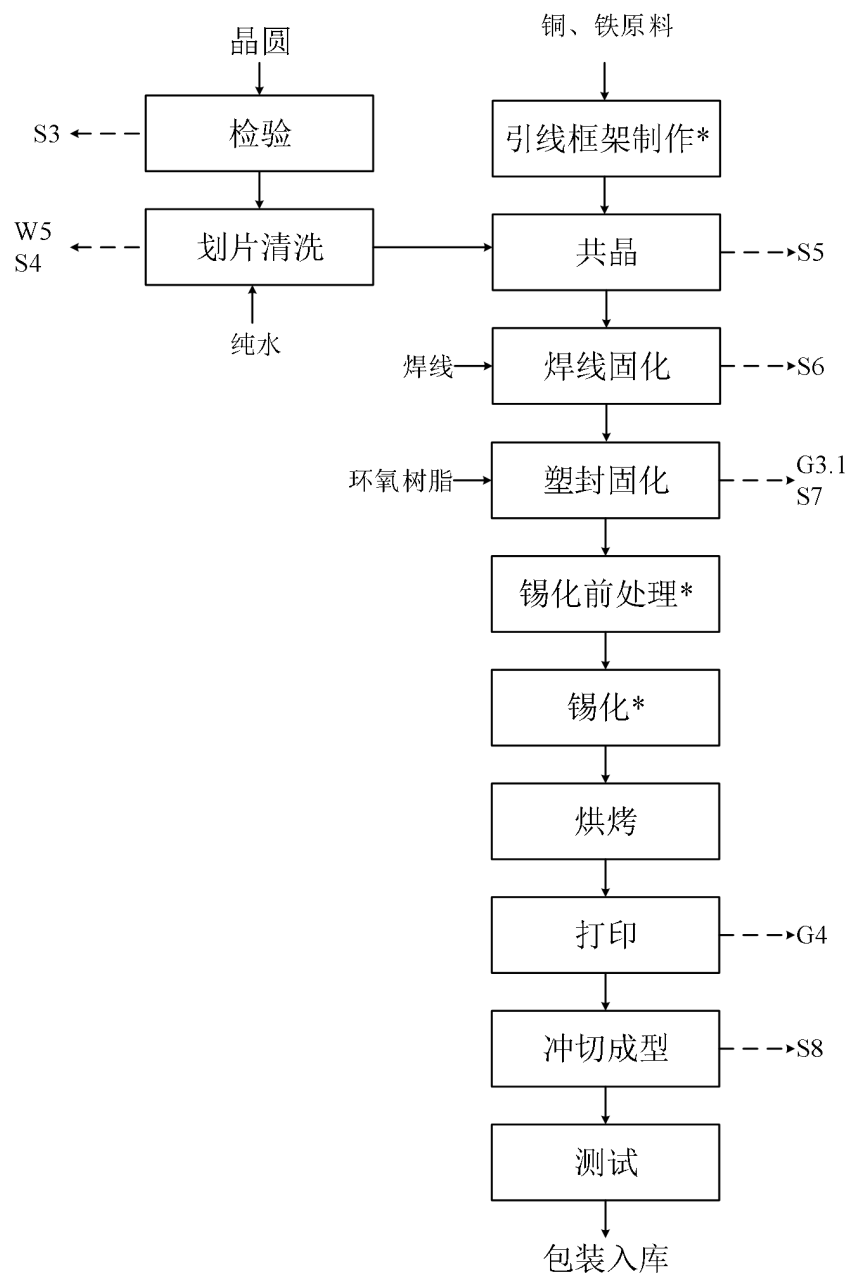 晶圆
铜、铁原料
S3
检验
引线框架制作*
W5
S4
划片清洗
共晶
S5
纯水
焊线
焊线固化
S6
环氧树脂
塑封固化
G3.1
S7
锡化前处理*
锡化*
烘烤
打印
G4
冲切成型
S8
测试
包装入库